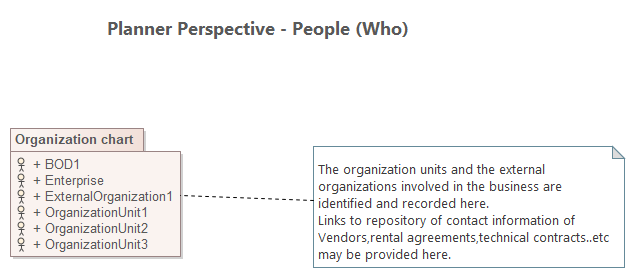 Planner Perspective - People (Who)
Organization chart
+ BOD1
+ Enterprise
+ ExternalOrganization1
+ OrganizationUnit1
+ OrganizationUnit2
+ OrganizationUnit3
The organization units and the external
organizations involved in the business are
identified and recorded here.
Links to repository of contact information of
Vendors,rental agreements,technical contracts..etc
may be provided here.